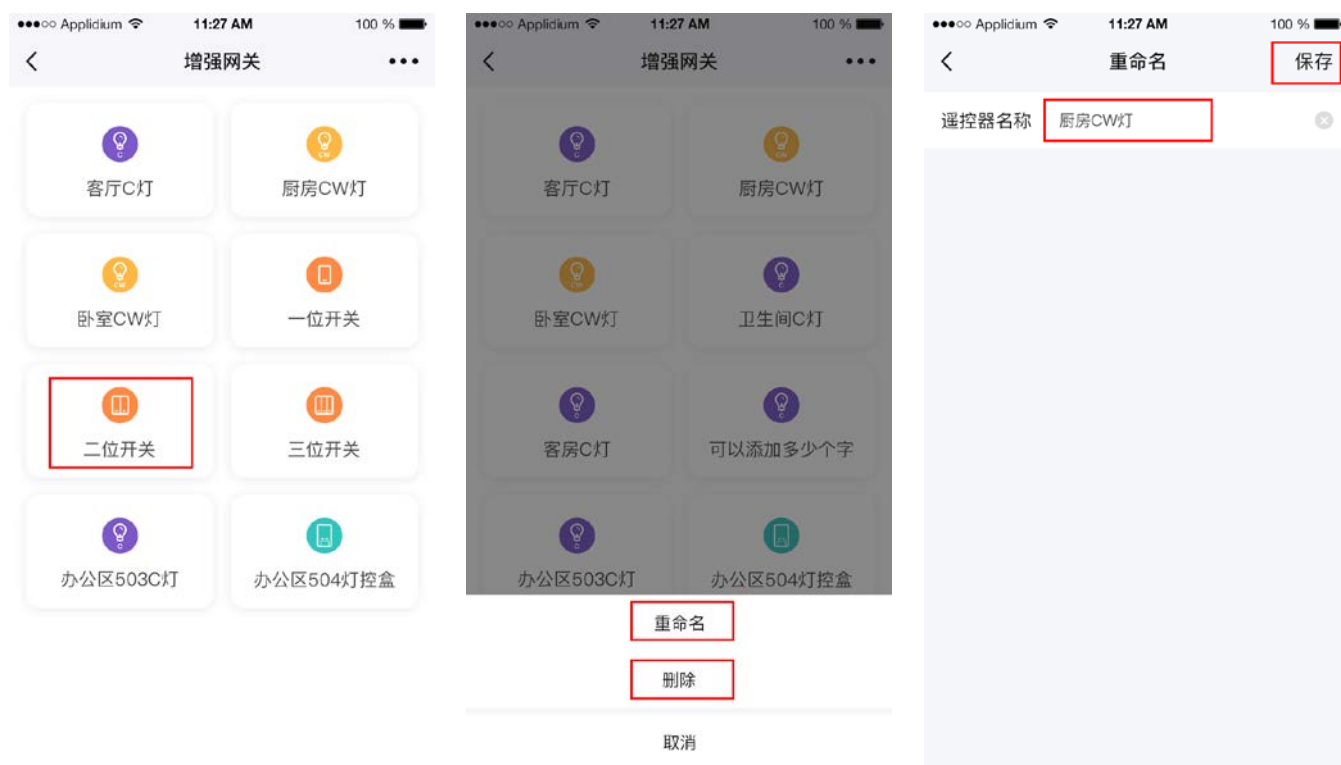 ●●●○○ Applidium 11:27 AM 100 %
增强网关 •••
C CW
客厅C灯 厨房CW灯
CW
卧室CW灯 一位开关
二位开关 三位开关
C
办公区503C灯 办公区504灯控盒
●●●○○ Applidium 11:27 AM 100 %
增强网关 •••
C CW
客厅C灯 厨房CW灯
CW C
卧室CW灯 卫生间C灯
C C
客房C灯 可以添加多少个字
C
办公区503C灯 办公区504灯控盒
重命名
删除
取消
●●●○○ Applidium 11:27 AM 100 %
重命名 保存
遥控器名称 厨房CW灯